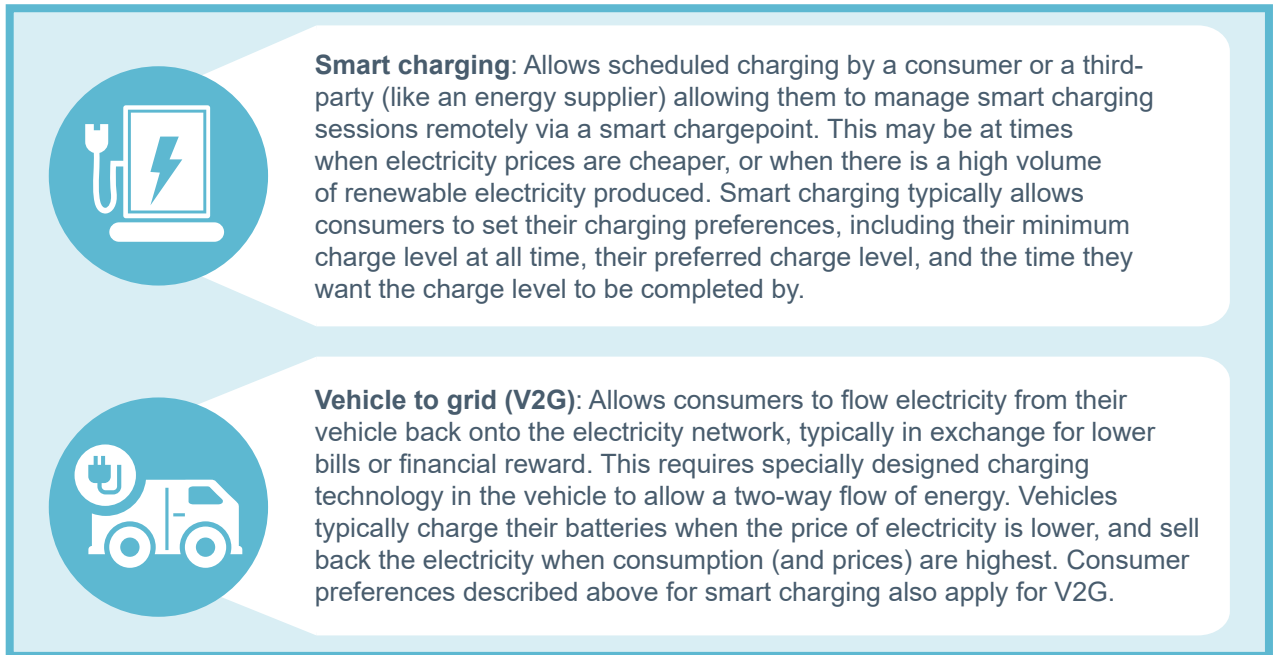 Smart charging: Allows scheduled charging by a consumer or a third-
party (like an energy supplier) allowing them to manage smart charging
sessions remotely via a smart chargepoint. This may be at times
when electricity prices are cheaper, or when there is a high volume
of renewable electricity produced. Smart charging typically allows
consumers to set their charging preferences, including their minimum
charge level at all time, their preferred charge level, and the time they
want the charge level to be completed by.
Vehicle to grid (V2G): Allows consumers to flow electricity from their
vehicle back onto the electricity network, typically in exchange for lower
bills or financial reward. This requires specially designed charging
technology in the vehicle to allow a two-way flow of energy. Vehicles
typically charge their batteries when the price of electricity is lower, and sell
back the electricity when consumption (and prices) are highest. Consumer
preferences described above for smart charging also apply for V2G.